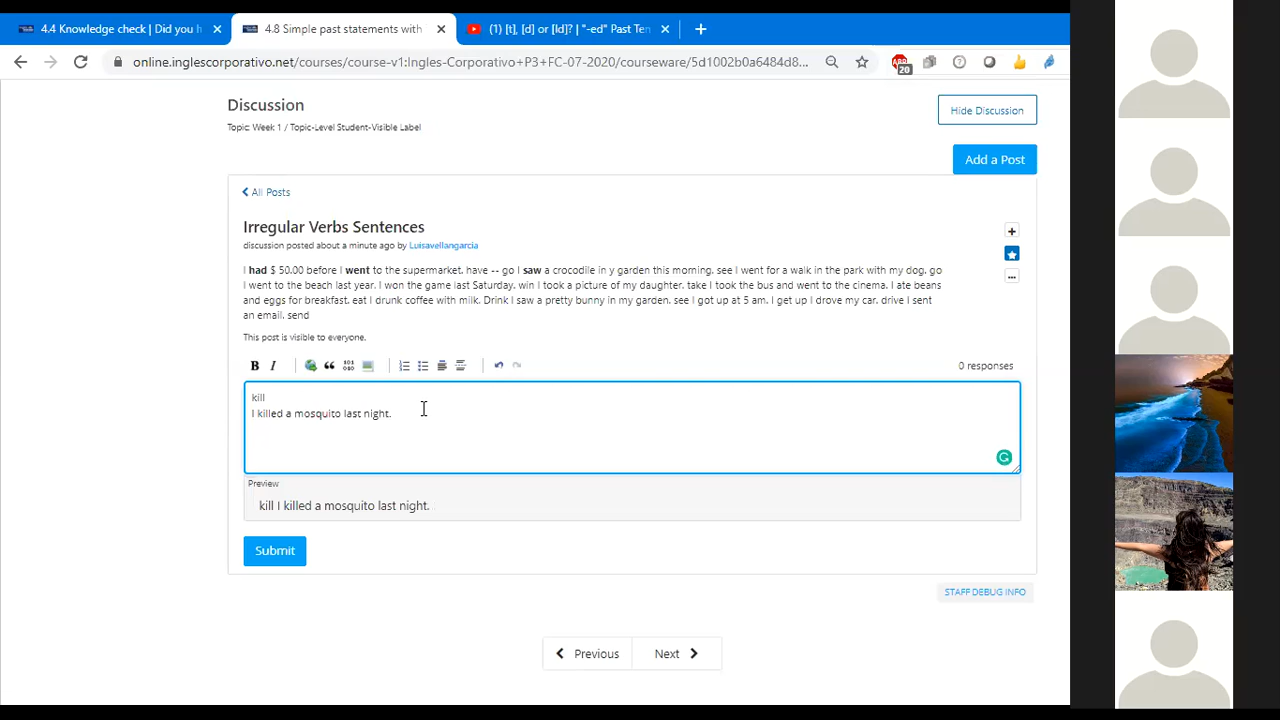 4.4 Knowledge check | Did you h
4.8 Simple past statements with
(1) [t], [d] or [Id]? | "-ed" Past Ten
online.inglescorporativo.net/courses/course-v1:Ingles-Corporativo+P3+FC-07-2020/courseware/5d1002b0a6484d8...
ABP
20
Discussion
Hide Discussion
Topic: Week 1 / Topic-Level Student-Visible Label
Add a Post
All Posts
Irregular Verbs Sentences
discussion posted about a minute ago by Luisavellangarcia
I had $ 50.00 before I went to the supermarket. have -- go I saw a crocodile in y garden this morning. see I went for a walk in the park with my dog. go
I went to the beach last year. I won the game last Saturday. win I took a picture of my daughter. take I took the bus and went to the cinema. I ate beans
and eggs for breakfast. eat I drunk coffee with milk. Drink I saw a pretty bunny in my garden. see I got up at 5 am. I get up I drove my car. drive I sent
an email. send
This post is visible to everyone.
B I
0 responses
kill
I killed a mosquito last night.
Preview
kill I killed a mosquito last night.
Submit
STAFF DEBUG INFO
Previous
Next